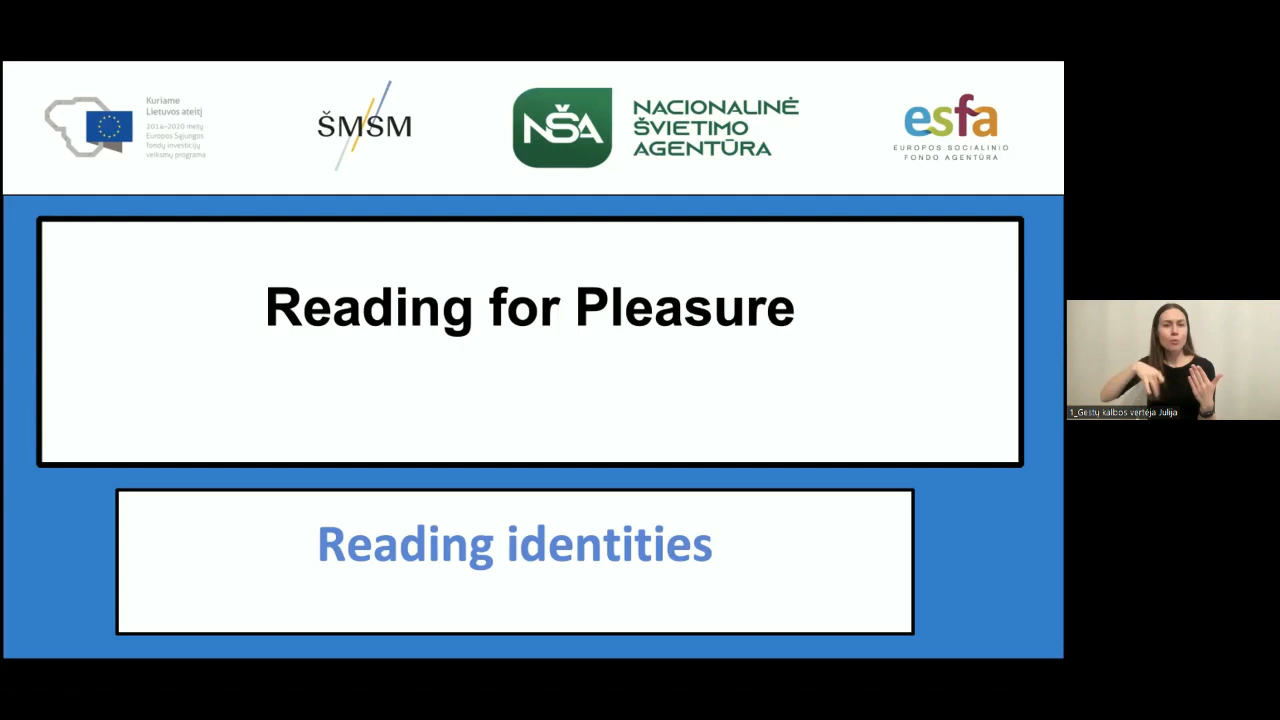 Kuriame
Lietuvos ateitį
2014–2020 metų
Europos Sąjungos
fondų investicijų
veiksmų programa
ŠMSM
NŠA
NACIONALINĖ
ŠVIETIMO
AGENTŪRA
esfa
EUROPOS SOCIALINIO
FONDO AGENTŪRA
Reading for Pleasure
Reading identities
1_Gestų kalbos vertėja Julija